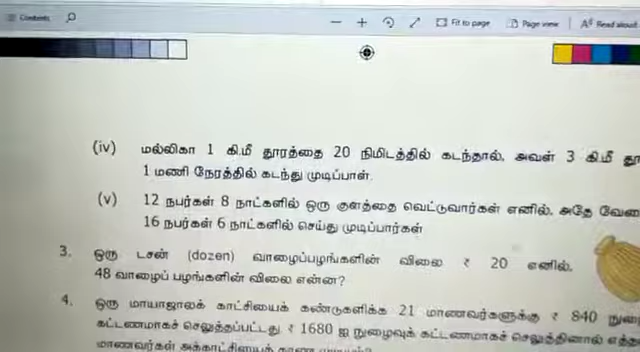 Contents
Fit to page
Page view
Read aloud
(iv) மல்லிகா 1 கி.மீ தூரத்தை 20 நிமிடத்தில் கடந்தால், அவள் 3 கி.மீ
1 மணி நேரத்தில் கடந்து முடிப்பாள்.
(v) 12 நபர்கள் 8 நாட்களில் ஒரு குளத்தை வெட்டுவார்கள் எனில், அதே
16 நபர்கள் 6 நாட்களில் செய்து முடிப்பார்கள்
3. ஒரு டசன் (dozen) வாழைப்பழங்களின் விலை ₹ 20 எனில்,
48 வாழைப் பழங்களின் விலை என்ன?
4. ஒரு மாயாஜாலக் காட்சியைக் கண்டுகளிக்க 21 மாணவர்களுக்கு ₹ 840
கட்டணமாகச் செலுத்தப்பட்டது ₹ 1680 ஐ நுழைவுக் கட்டணமாகச் செலுத்தினால்
மாணவர்கள் அக்காட்சியைக்